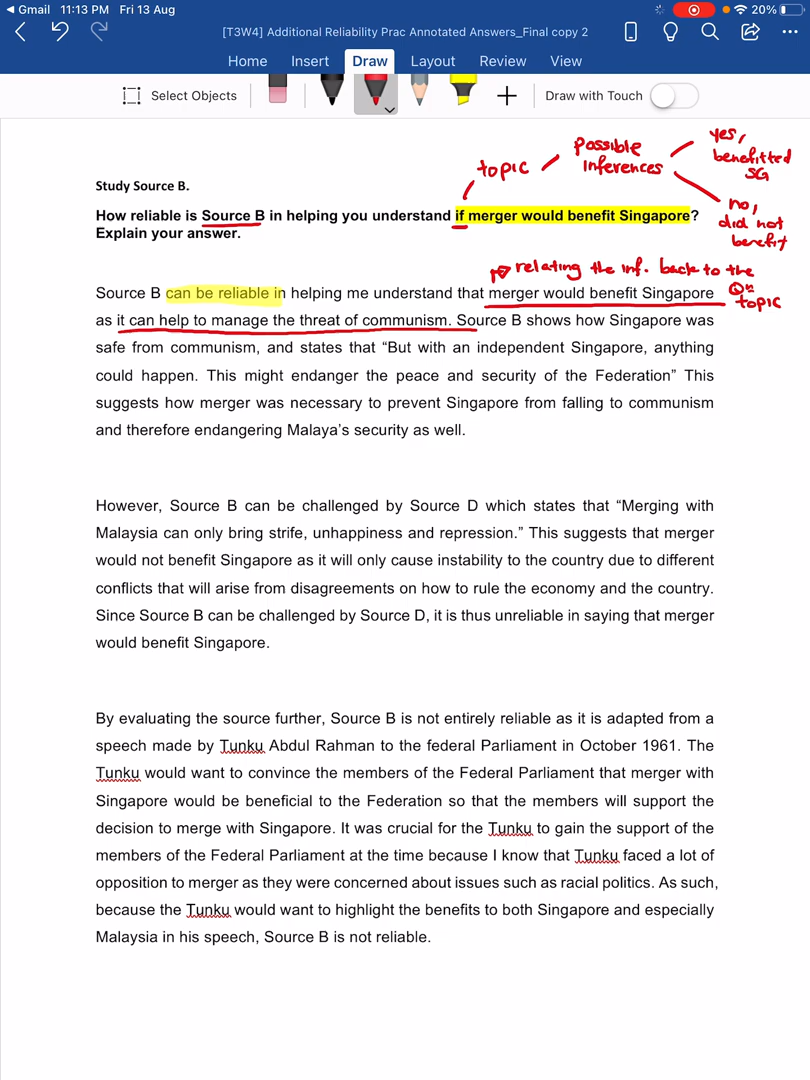 Gmail 11:13 PM Fri 13 Aug 20%
[T3W4] Additional Reliability Prac Annotated Answers_Final copy 2
Home Insert Draw Layout Review View
Select Objects Draw with Touch
topic
possible
inferences
yes,
benefitted
SG
no,
did not
benefit
Study Source B.
How reliable is Source B in helping you understand if merger would benefit Singapore?
Explain your answer.
relating the inf. back to the
Qn
topic
Source B can be reliable in helping me understand that merger would benefit Singapore
as it can help to manage the threat of communism. Source B shows how Singapore was
safe from communism, and states that “But with an independent Singapore, anything
could happen. This might endanger the peace and security of the Federation” This
suggests how merger was necessary to prevent Singapore from falling to communism
and therefore endangering Malaya’s security as well.
However, Source B can be challenged by Source D which states that “Merging with
Malaysia can only bring strife, unhappiness and repression.” This suggests that merger
would not benefit Singapore as it will only cause instability to the country due to different
conflicts that will arise from disagreements on how to rule the economy and the country.
Since Source B can be challenged by Source D, it is thus unreliable in saying that merger
would benefit Singapore.
By evaluating the source further, Source B is not entirely reliable as it is adapted from a
speech made by Tunku Abdul Rahman to the federal Parliament in October 1961. The
Tunku would want to convince the members of the Federal Parliament that merger with
Singapore would be beneficial to the Federation so that the members will support the
decision to merge with Singapore. It was crucial for the Tunku to gain the support of the
members of the Federal Parliament at the time because I know that Tunku faced a lot of
opposition to merger as they were concerned about issues such as racial politics. As such,
because the Tunku would want to highlight the benefits to both Singapore and especially
Malaysia in his speech, Source B is not reliable.